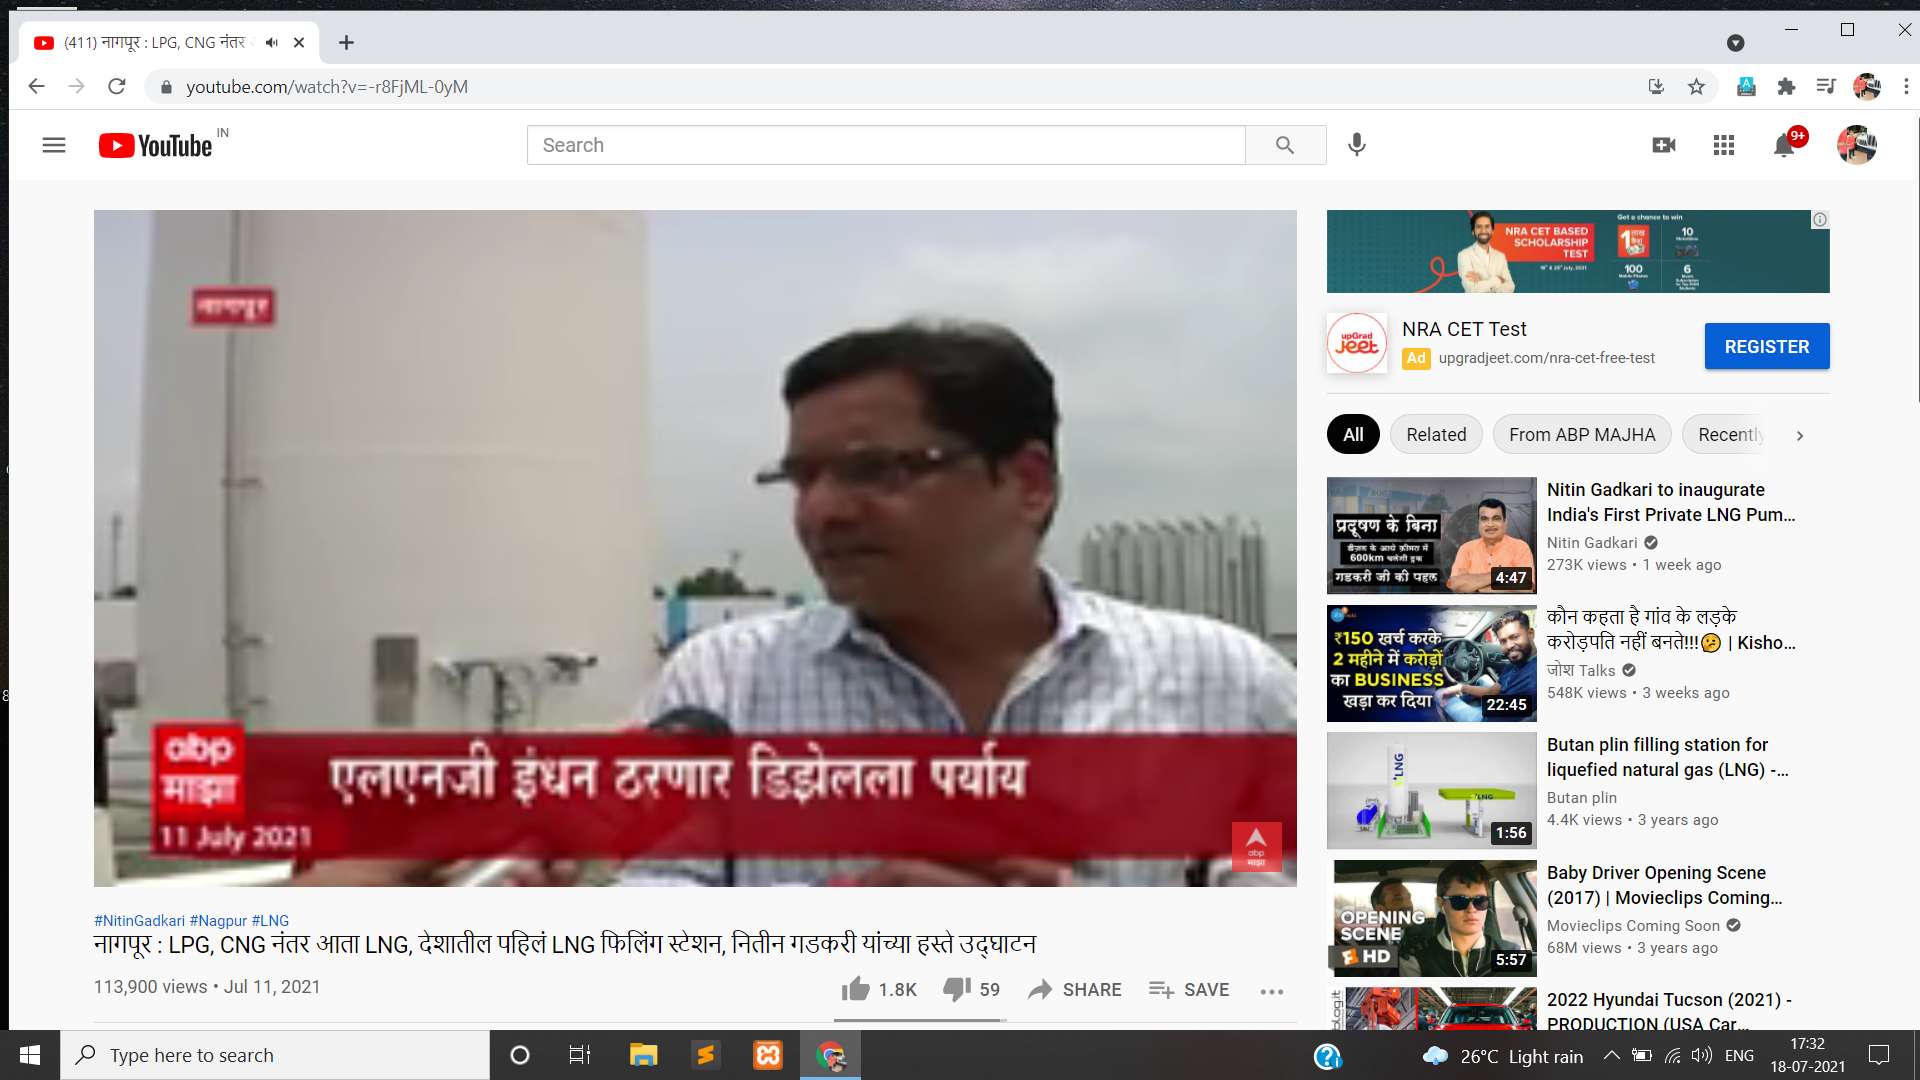 (411) नागपूर : LPG, CNG नंतर
youtube.com/watch?v=-r8FjML-0yM
YouTube IN
Search
9+
नागपूर
abp
माझा
एलएनजी इंधन ठरणार डिझेलला पर्याय
11 July 2021
abp
माझा
#NitinGadkari #Nagpur #LNG
नागपूर : LPG, CNG नंतर आता LNG, देशातील पहिलं LNG फिलिंग स्टेशन, नितीन गडकरी यांच्या हस्ते उद्घाटन
113,900 views • Jul 11, 2021
1.8K
59
SHARE
SAVE
Get a chance to win
NRA CET BASED
SCHOLARSHIP
TEST
1 लाख
10
100
6
upGrad
Jeet
NRA CET Test
Ad upgradjeet.com/nra-cet-free-test
REGISTER
All
Related
From ABP MAJHA
Recently
प्रदूषण के बिना
डीज़ल के आधे क़ीमत में
600km चलेगी ट्रक
गडकरी जी की पहल
4:47
Nitin Gadkari to inaugurate
India's First Private LNG Pum...
Nitin Gadkari
273K views • 1 week ago
₹150 खर्च करके
2 महीने में करोड़ों
का BUSINESS
खड़ा कर दिया
22:45
कौन कहता है गांव के लड़के
करोड़पति नहीं बनते!!!🤔 | Kisho...
जोश Talks
548K views • 3 weeks ago
LNG
LNG
1:56
Butan plin filling station for
liquefied natural gas (LNG) -...
Butan plin
4.4K views • 3 years ago
OPENING
SCENE
HD
5:57
Baby Driver Opening Scene
(2017) | Movieclips Coming...
Movieclips Coming Soon
68M views • 3 years ago
blog.it
2022 Hyundai Tucson (2021) -
PRODUCTION (USA Car...
Type here to search
26°C Light rain
ENG
17:32
18-07-2021